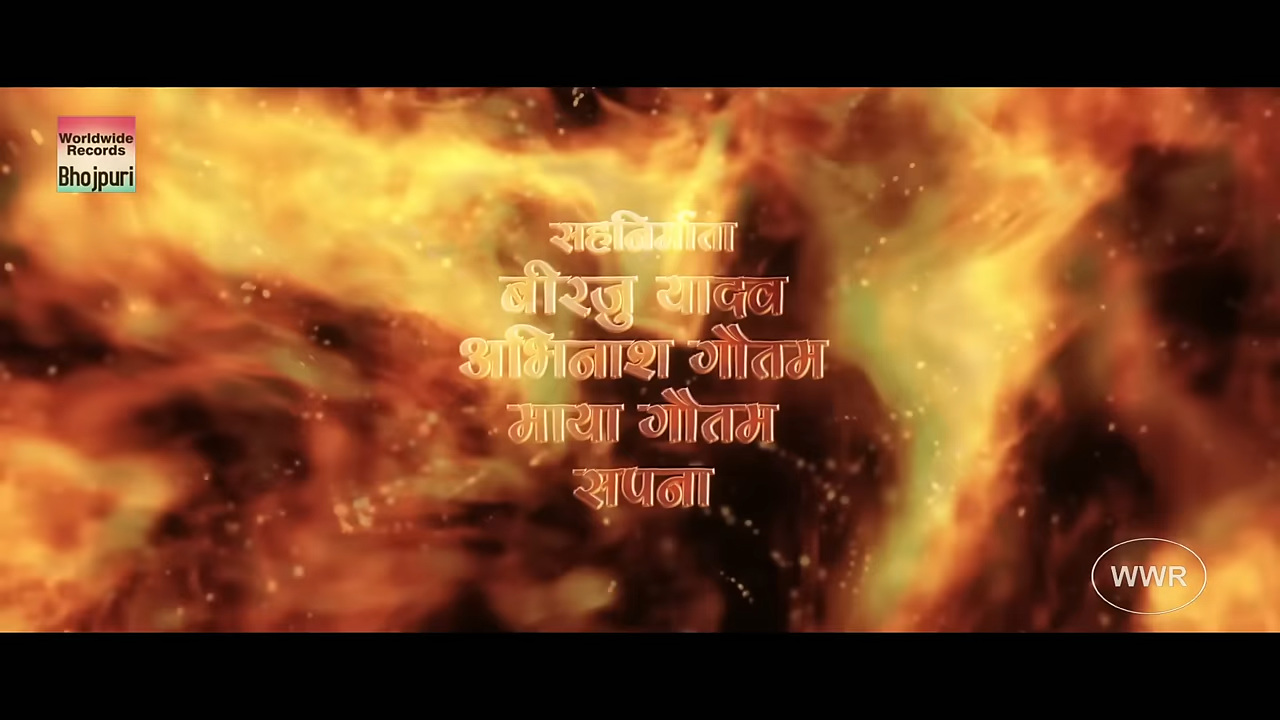 Worldwide
Records
Bhojpuri
सहनिर्माता
बीरजु यादव
अभिनाश गौतम
माया गौतम
सपना
WWR